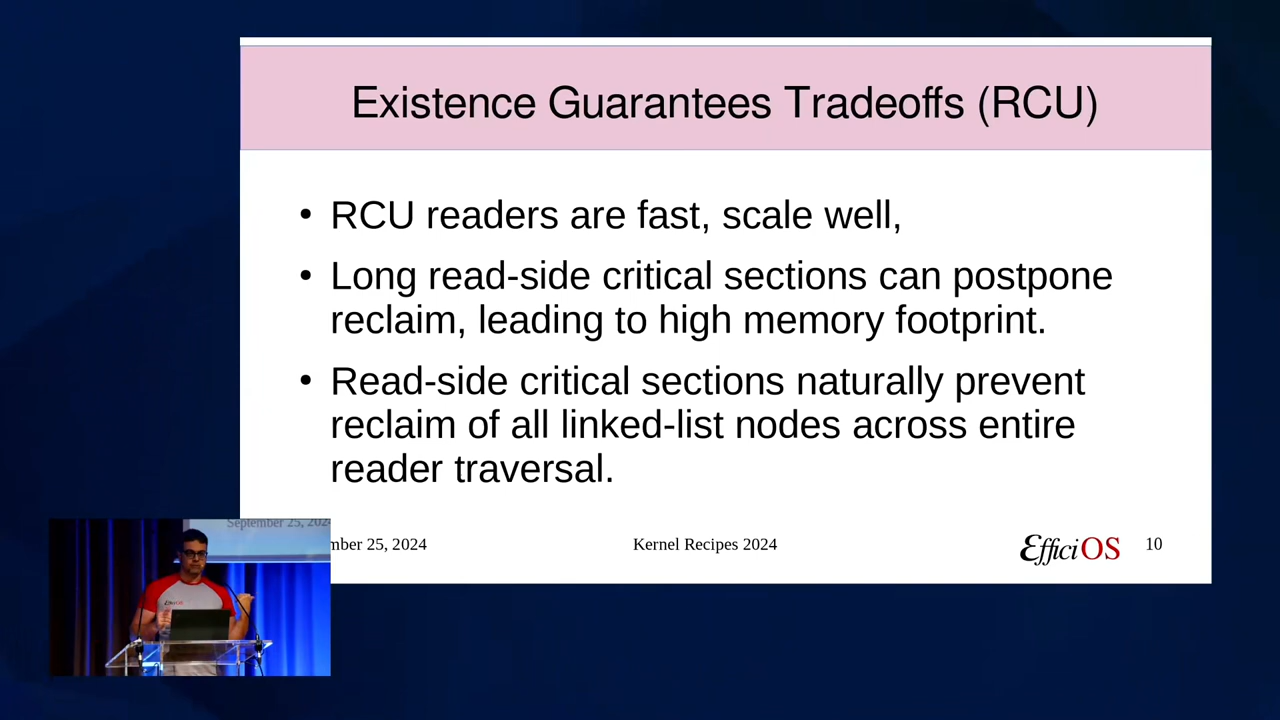 Existence Guarantees Tradeoffs (RCU)
• RCU readers are fast, scale well,
• Long read-side critical sections can postpone
reclaim, leading to high memory footprint.
• Read-side critical sections naturally prevent
reclaim of all linked-list nodes across entire
reader traversal.
September 25, 202
mber 25, 2024
Kernel Recipes 2024
EfficiOS
10